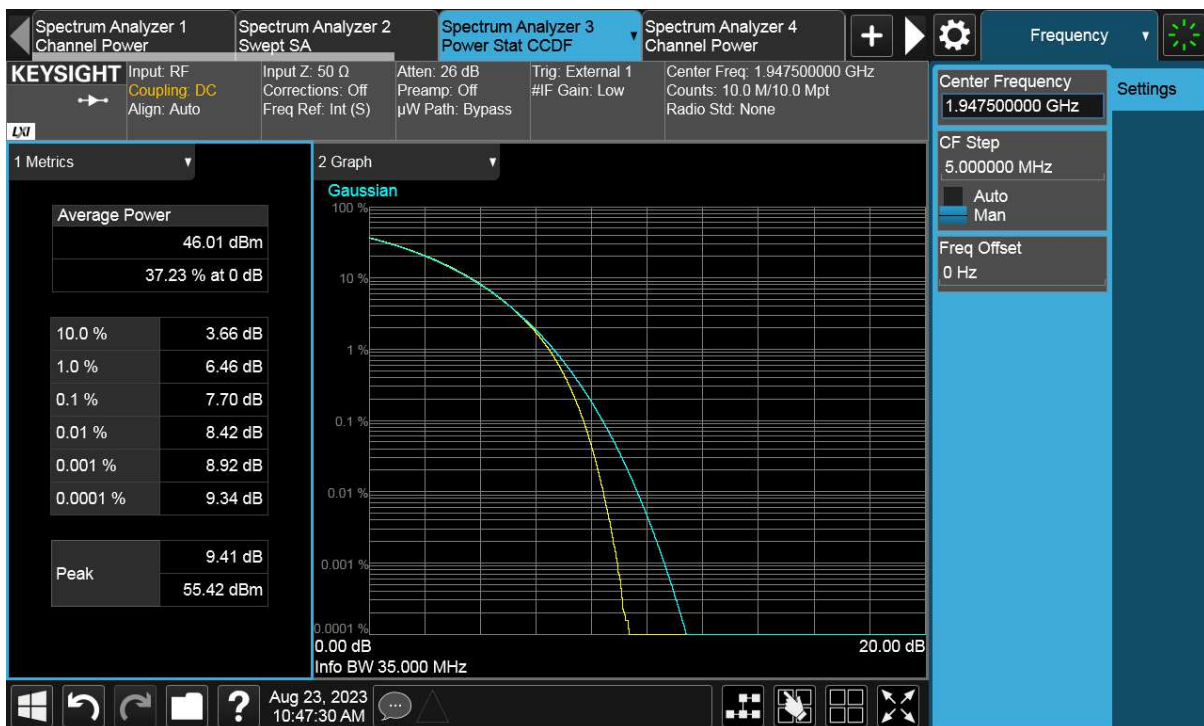 Spectrum Analyzer 1
Channel Power
Spectrum Analyzer 2
Swept SA
Spectrum Analyzer 3
Power Stat CCDF
Spectrum Analyzer 4
Channel Power
Frequency
KEYSIGHT
LXI
Input: RF
Coupling: DC
Align: Auto
Input Z: 50 Ω
Corrections: Off
Freq Ref: Int (S)
Atten: 26 dB
Preamp: Off
µW Path: Bypass
Trig: External 1
#IF Gain: Low
Center Freq: 1.947500000 GHz
Counts: 10.0 M/10.0 Mpt
Radio Std: None
Center Frequency
1.947500000 GHz
Settings
CF Step
5.000000 MHz
Auto
Man
Freq Offset
0 Hz
1 Metrics
Average Power
46.01 dBm
37.23 % at 0 dB
10.0 % 3.66 dB
1.0 % 6.46 dB
0.1 % 7.70 dB
0.01 % 8.42 dB
0.001 % 8.92 dB
0.0001 % 9.34 dB
Peak
9.41 dB
55.42 dBm
2 Graph
Gaussian
100 %
10 %
1 %
0.1 %
0.01 %
0.001 %
0.0001 %
0.00 dB 20.00 dB
Info BW 35.000 MHz
?
Aug 23, 2023
10:47:30 AM